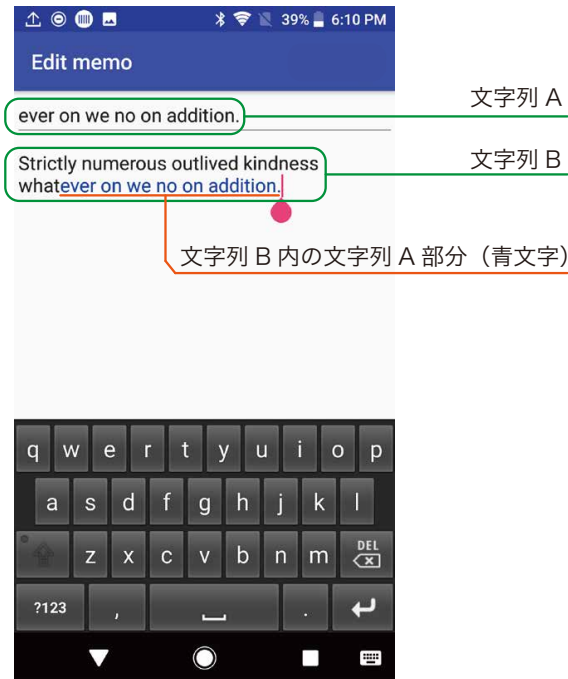 39% 6:10 PM
Edit memo
ever on we no on addition.
文字列 A
Strictly numerous outlived kindness
whatever on we no on addition.
文字列 B
文字列 B 内の文字列 A 部分（青文字）
q w e r t y u i o p
a s d f g h j k l
z x c v b n m DEL
?123 , .